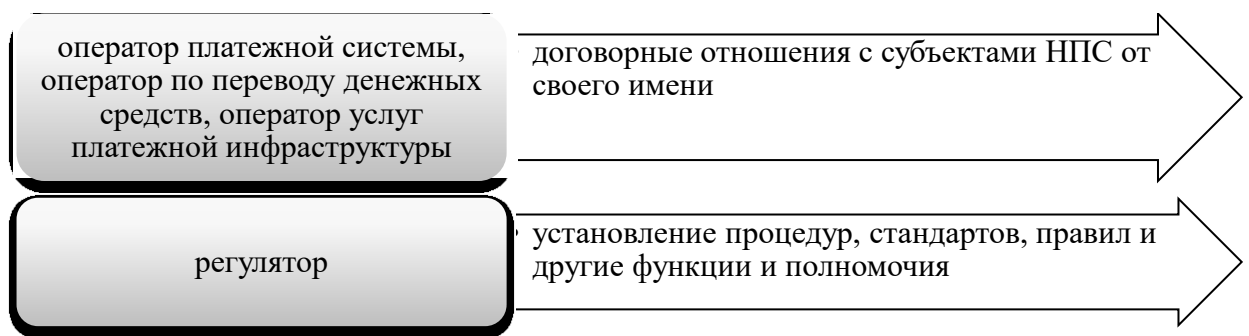 оператор платежной системы,
оператор по переводу денежных
средств, оператор услуг
платежной инфраструктуры
договорные отношения с субъектами НПС от
своего имени
регулятор
установление процедур, стандартов, правил и
другие функции и полномочия